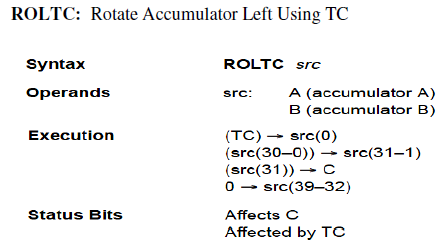 ROLTC: Rotate Accumulator Left Using TC
Syntax ROLTC src
Operands src: A (accumulator A)
B (accumulator B)
Execution (TC) → src(0)
(src(30–0)) → src(31–1)
(src(31)) → C
0 → src(39–32)
Status Bits Affects C
Affected by TC